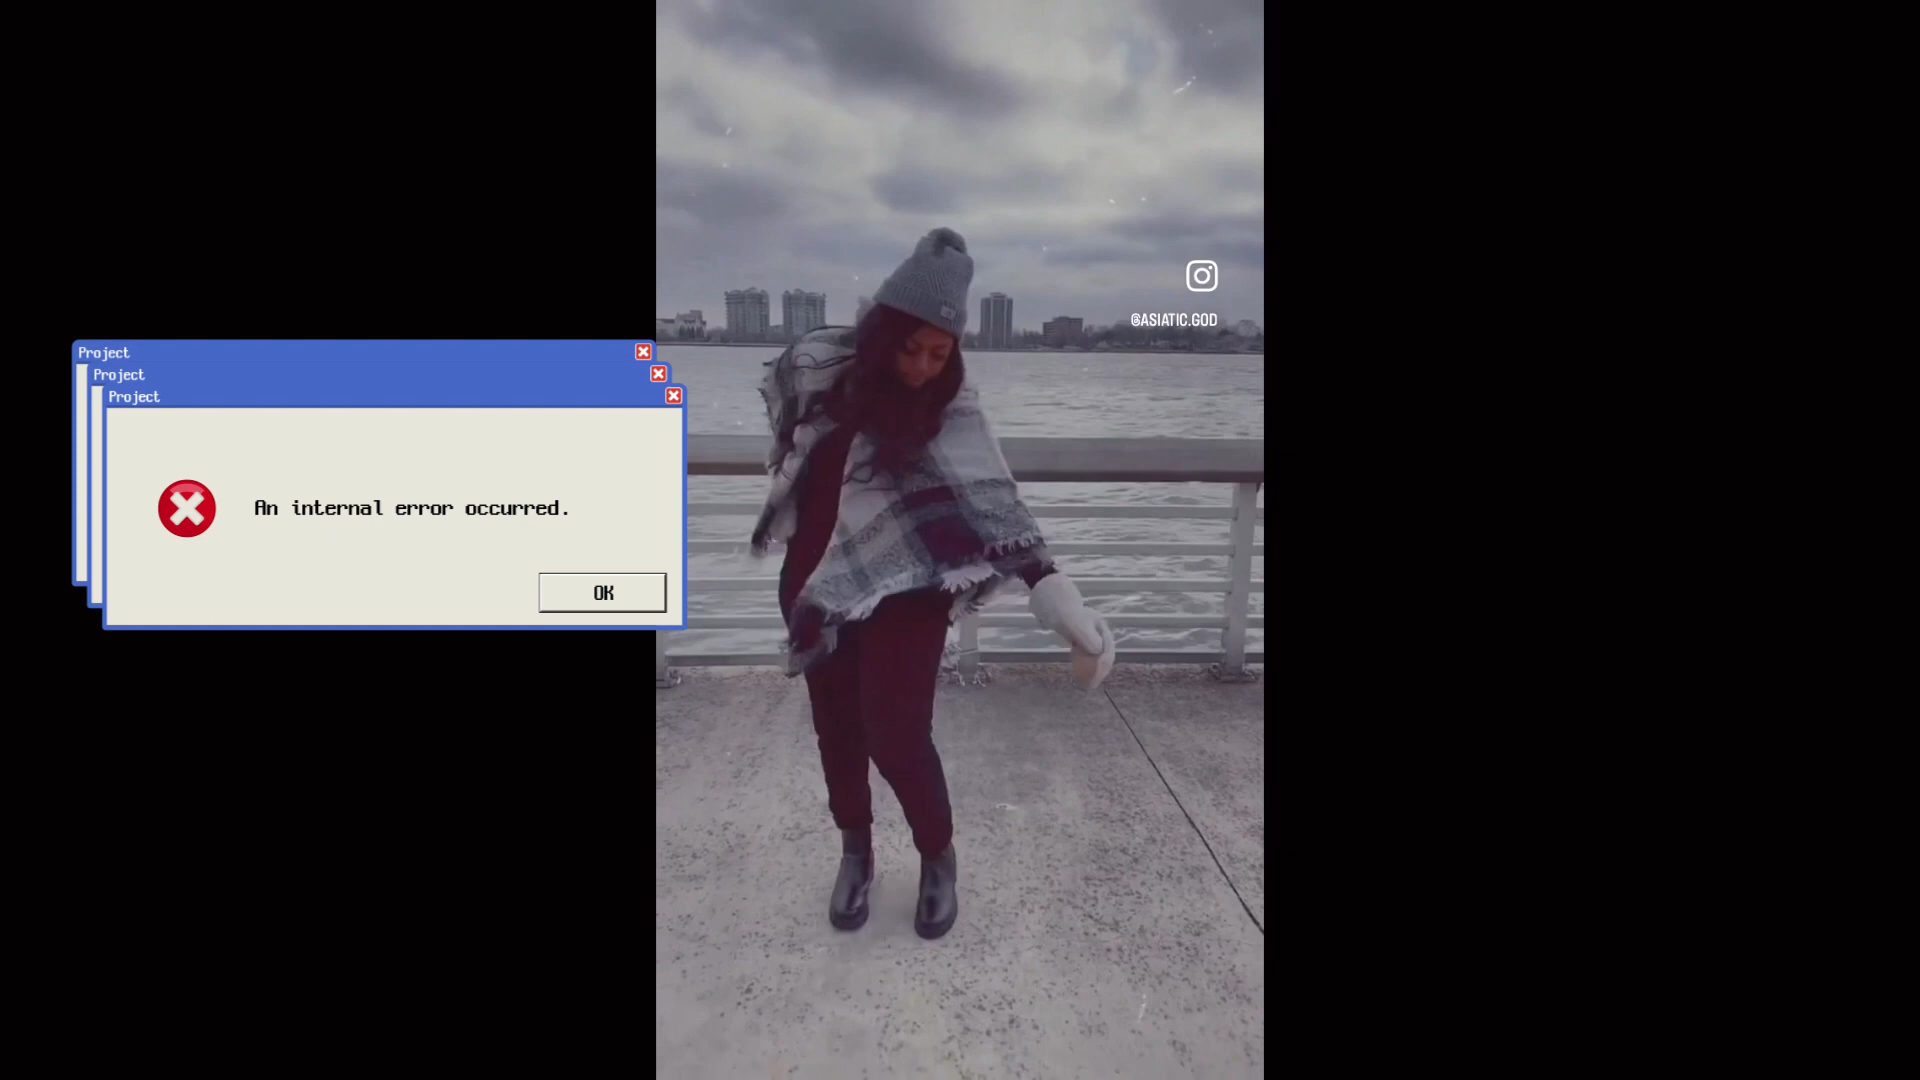 Project
Project
Project
An internal error occurred.
OK
@ASIATIC.GOD